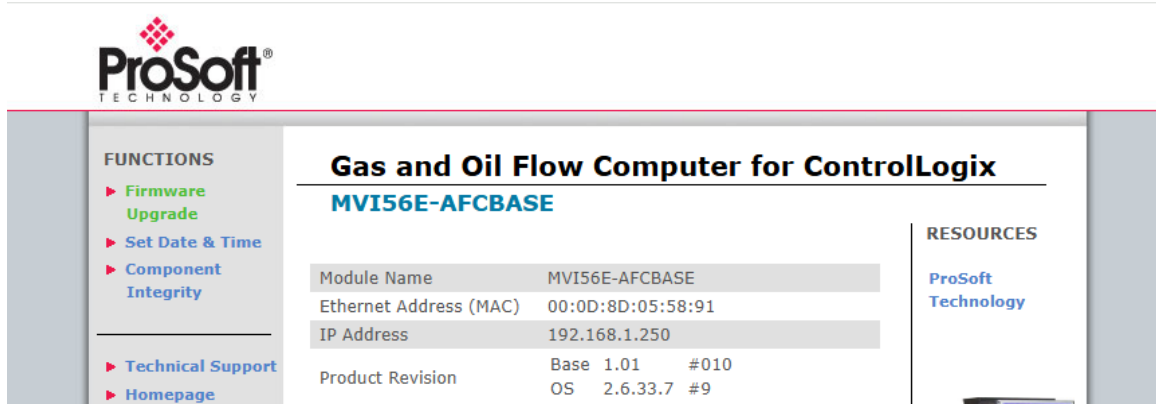 ProSoft®
TECHNOLOGY
FUNCTIONS
Firmware
Upgrade
Set Date & Time
Component
Integrity
Technical Support
Homepage
Gas and Oil Flow Computer for ControlLogix
MVI56E-AFCBASE
Module Name MVI56E-AFCBASE
Ethernet Address (MAC) 00:0D:8D:05:58:91
IP Address 192.168.1.250
Product Revision Base 1.01 #010
OS 2.6.33.7 #9
RESOURCES
ProSoft
Technology